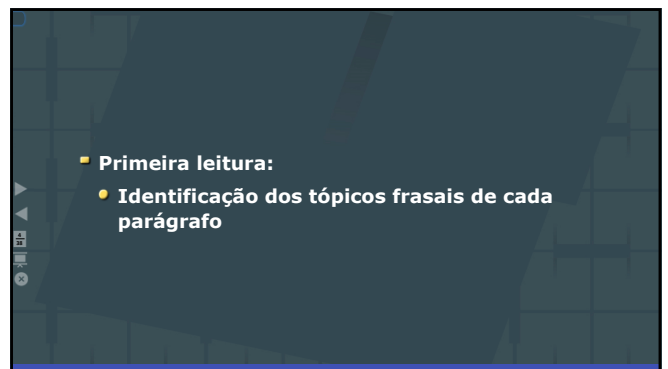 Primeira leitura:
Identificação dos tópicos frasais de cada
parágrafo